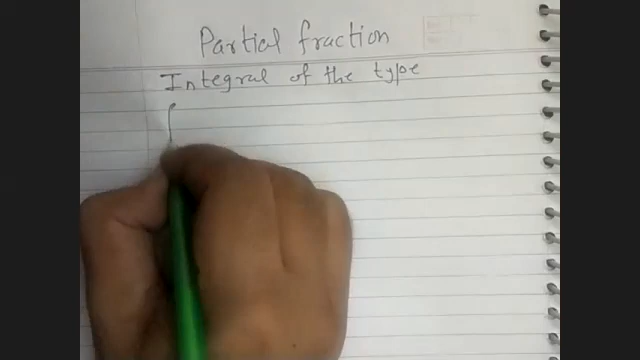 Partial fraction
Integral of the type
∫